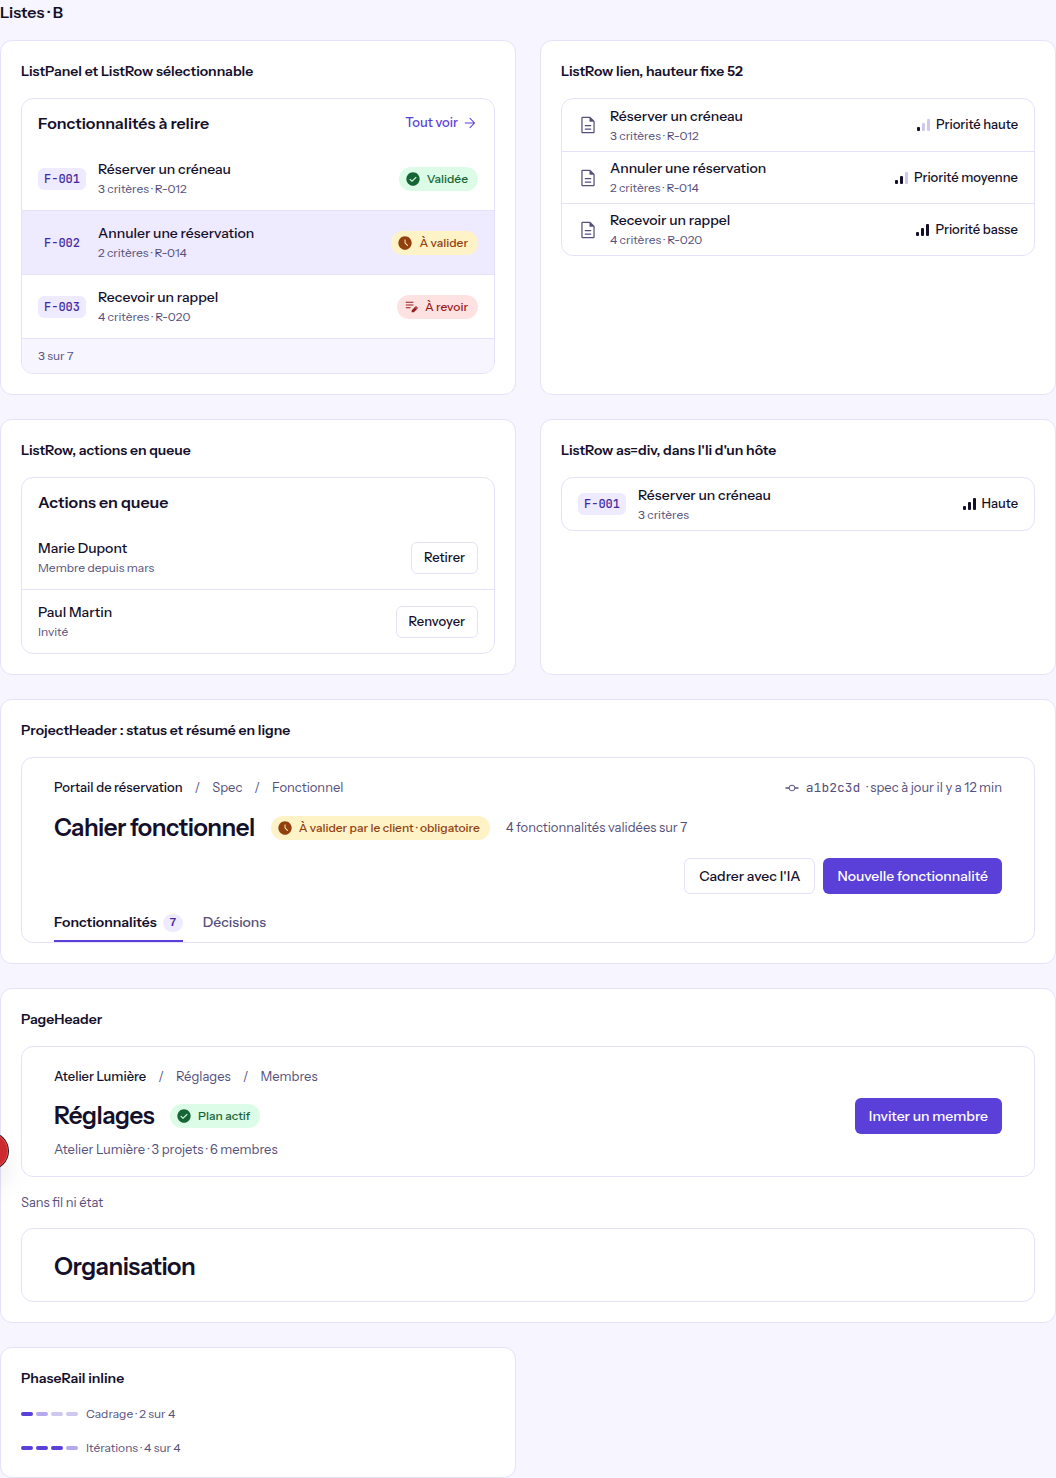 Listes · B
ListPanel et ListRow sélectionnable
Fonctionnalités à relire
Tout voir
F-001
Réserver un créneau
3 critères · R-012
Validée
F-002
Annuler une réservation
2 critères · R-014
À valider
F-003
Recevoir un rappel
4 critères · R-020
À revoir
3 sur 7
ListRow lien, hauteur fixe 52
Réserver un créneau
3 critères · R-012
Priorité haute
Annuler une réservation
2 critères · R-014
Priorité moyenne
Recevoir un rappel
4 critères · R-020
Priorité basse
ListRow, actions en queue
Actions en queue
Marie Dupont
Membre depuis mars
Retirer
Paul Martin
Invité
Renvoyer
ListRow as=div, dans l'li d'un hôte
F-001
Réserver un créneau
3 critères
Haute
ProjectHeader : status et résumé en ligne
Portail de réservation / Spec / Fonctionnel
a1b2c3d · spec à jour il y a 12 min
Cahier fonctionnel
À valider par le client · obligatoire
4 fonctionnalités validées sur 7
Cadrer avec l'IA
Nouvelle fonctionnalité
Fonctionnalités 7
Décisions
PageHeader
Atelier Lumière / Réglages / Membres
Réglages
Plan actif
Inviter un membre
Atelier Lumière · 3 projets · 6 membres
Sans fil ni état
Organisation
PhaseRail inline
Cadrage · 2 sur 4
Itérations · 4 sur 4